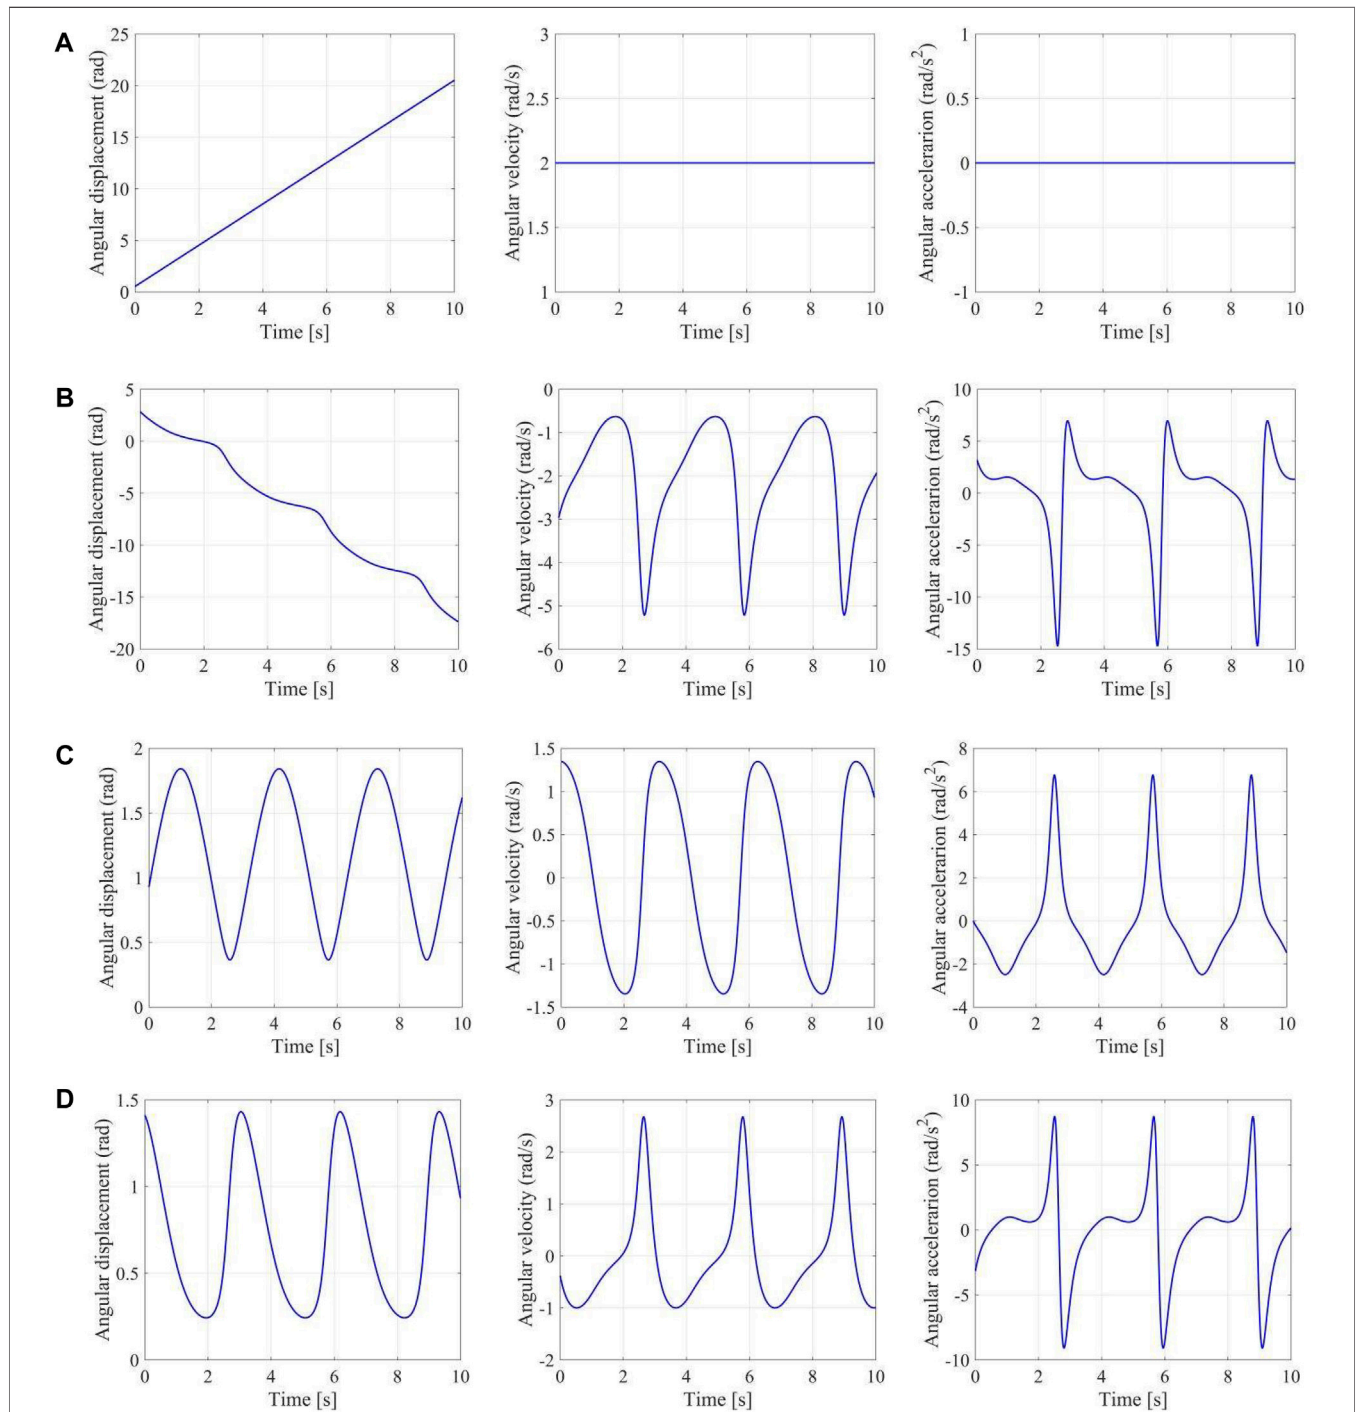 A
Angular displacement (rad)
25
20
15
10
5
0
0 2 4 6 8 10
Time [s]
Angular velocity (rad/s)
3
2.5
2
1.5
1
0 2 4 6 8 10
Time [s]
Angular accelerarion (rad/s2)
1
0.5
0
-0.5
-1
0 2 4 6 8 10
Time [s]
B
Angular displacement (rad)
5
0
-5
-10
-15
-20
0 2 4 6 8 10
Time [s]
Angular velocity (rad/s)
0
-1
-2
-3
-4
-5
-6
0 2 4 6 8 10
Time [s]
Angular accelerarion (rad/s2)
10
5
0
-5
-10
-15
0 2 4 6 8 10
Time [s]
C
Angular displacement (rad)
2
1.5
1
0.5
0
0 2 4 6 8 10
Time [s]
Angular velocity (rad/s)
1.5
1
0.5
0
-0.5
-1
-1.5
0 2 4 6 8 10
Time [s]
Angular accelerarion (rad/s2)
8
6
4
2
0
-2
-4
0 2 4 6 8 10
Time [s]
D
Angular displacement (rad)
1.5
1
0.5
0
0 2 4 6 8 10
Time [s]
Angular velocity (rad/s)
3
2
1
0
-1
-2
0 2 4 6 8 10
Time [s]
Angular accelerarion (rad/s2)
10
5
0
-5
-10
0 2 4 6 8 10
Time [s]